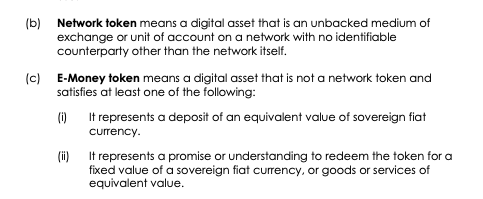 (b) Network token means a digital asset that is an unbacked medium of
exchange or unit of account on a network with no identifiable
counterparty other than the network itself.
(c) E-Money token means a digital asset that is not a network token and
satisfies at least one of the following:
(i) It represents a deposit of an equivalent value of sovereign fiat
currency.
(ii) It represents a promise or understanding to redeem the token for a
fixed value of a sovereign fiat currency, or goods or services of
equivalent value.